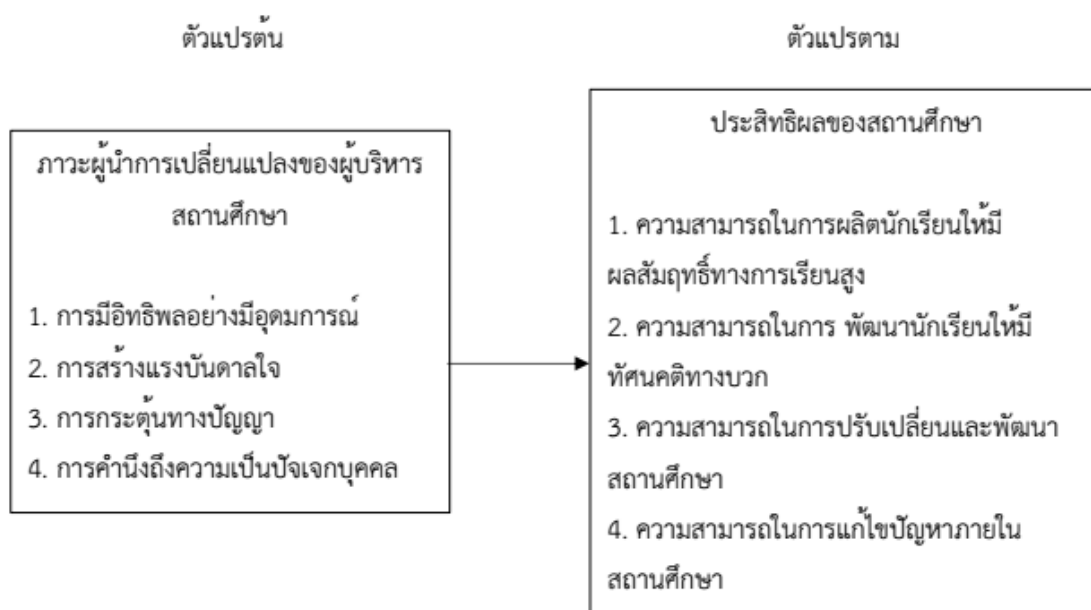 ตัวแปรต้น
ตัวแปรตาม
ภาวะผู้นำการเปลี่ยนแปลงของผู้บริหาร
สถานศึกษา
1. การมีอิทธิพลอย่างมีอุดมการณ์
2. การสร้างแรงบันดาลใจ
3. การกระตุ้นทางปัญญา
4. การคำนึงถึงความเป็นปัจเจกบุคคล
ประสิทธิผลของสถานศึกษา
1. ความสามารถในการผลิตนักเรียนให้มี
ผลสัมฤทธิ์ทางการเรียนสูง
2. ความสามารถในการ พัฒนานักเรียนให้มี
ทัศนคติทางบวก
3. ความสามารถในการปรับเปลี่ยนและพัฒนา
สถานศึกษา
4. ความสามารถในการแก้ไขปัญหาภายใน
สถานศึกษา